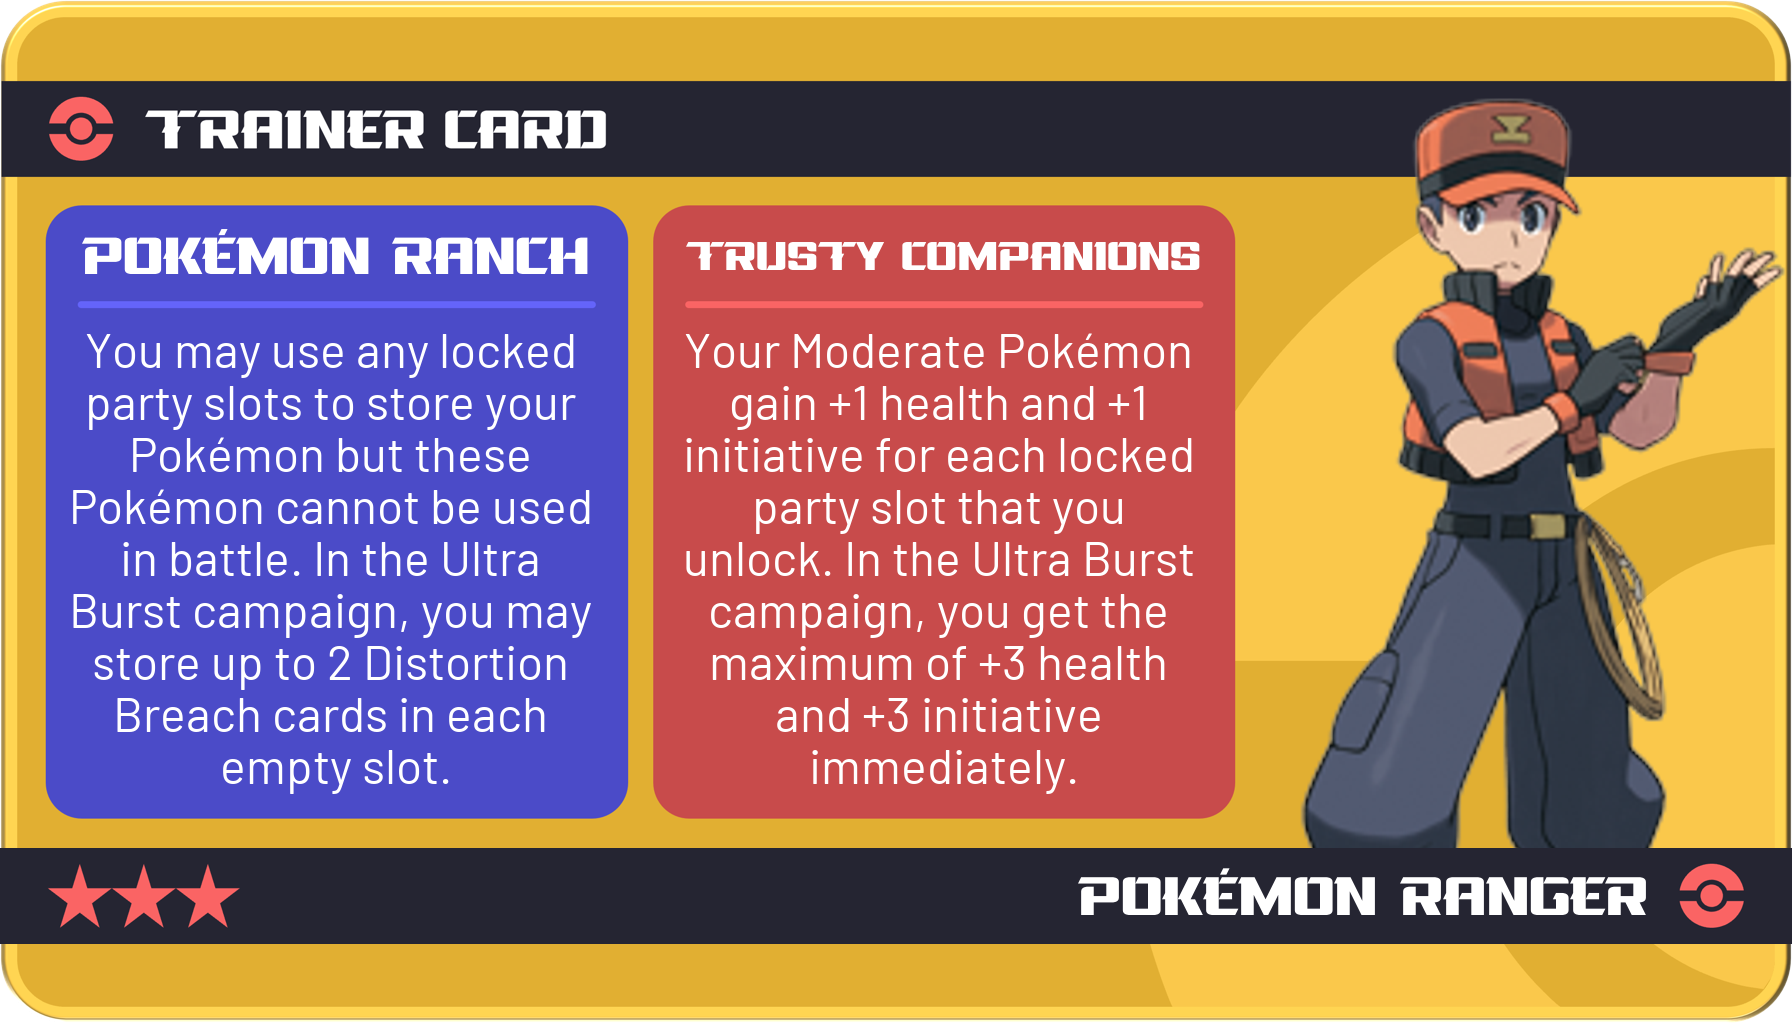 TRAINER CARD
POKÉMON RANCH
You may use any locked
party slots to store your
Pokémon but these
Pokémon cannot be used
in battle. In the Ultra
Burst campaign, you may
store up to 2 Distortion
Breach cards in each
empty slot.
TRUSTY COMPANIONS
Your Moderate Pokémon
gain +1 health and +1
initiative for each locked
party slot that you
unlock. In the Ultra Burst
campaign, you get the
maximum of +3 health
and +3 initiative
immediately.
POKÉMON RANGER